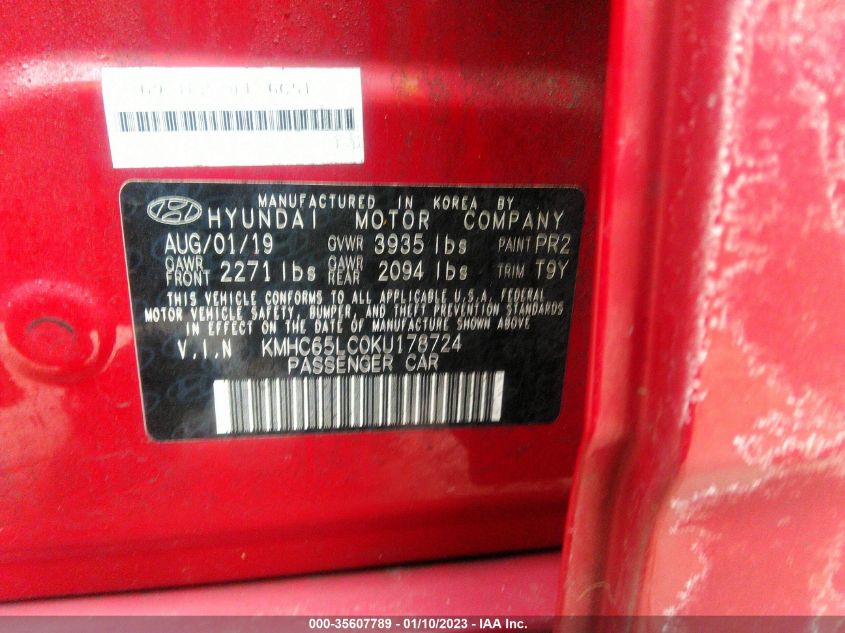 MANUFACTURED IN KOREA BY
HYUNDAI MOTOR COMPANY
AUG/01/19 GVWR 3935 lbs PAINT PR2
GAWR FRONT 2271 lbs GAWR REAR 2094 lbs TRIM T9Y
THIS VEHICLE CONFORMS TO ALL APPLICABLE U.S.A. FEDERAL
MOTOR VEHICLE SAFETY, BUMPER, AND THEFT PREVENTION STANDARDS
IN EFFECT ON THE DATE OF MANUFACTURE SHOWN ABOVE.
V.I.N KMHC65LC0KU178724
PASSENGER CAR
000-35607789 - 01/10/2023 - IAA Inc.